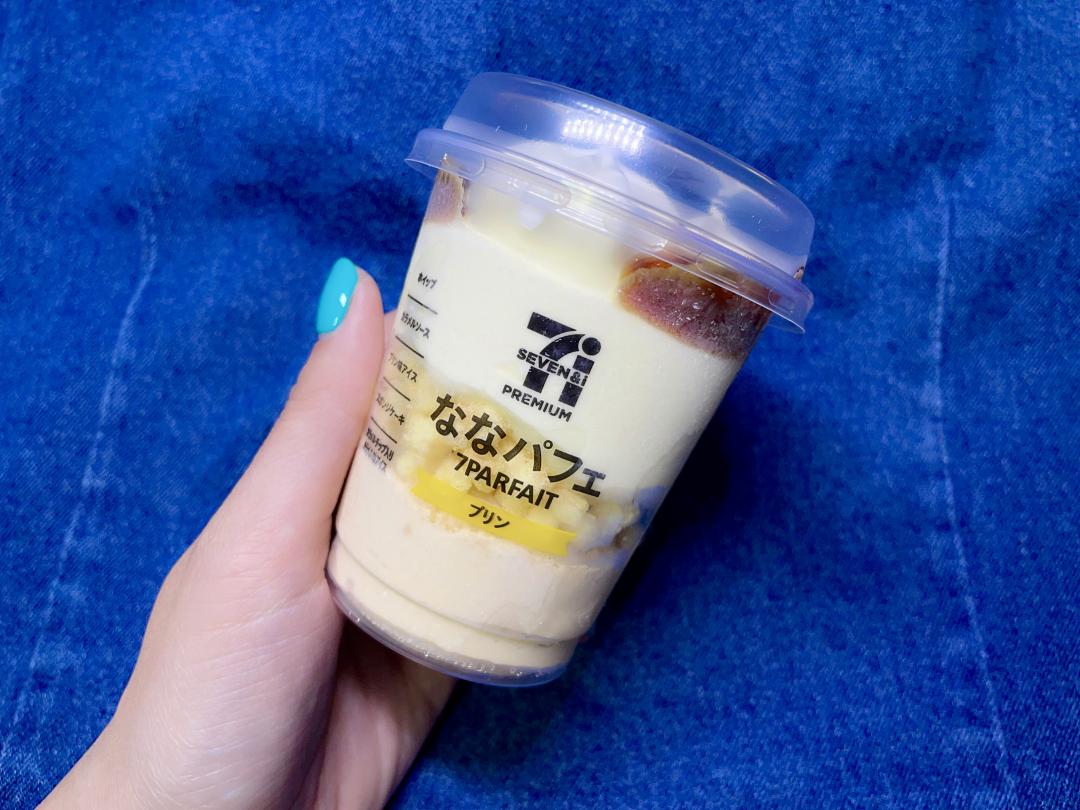 SEVEN&i
PREMIUM
ななパフェ
7PARFAIT
プリン
ホイップ
カラメルソース
プリン味アイス
スポンジケーキ